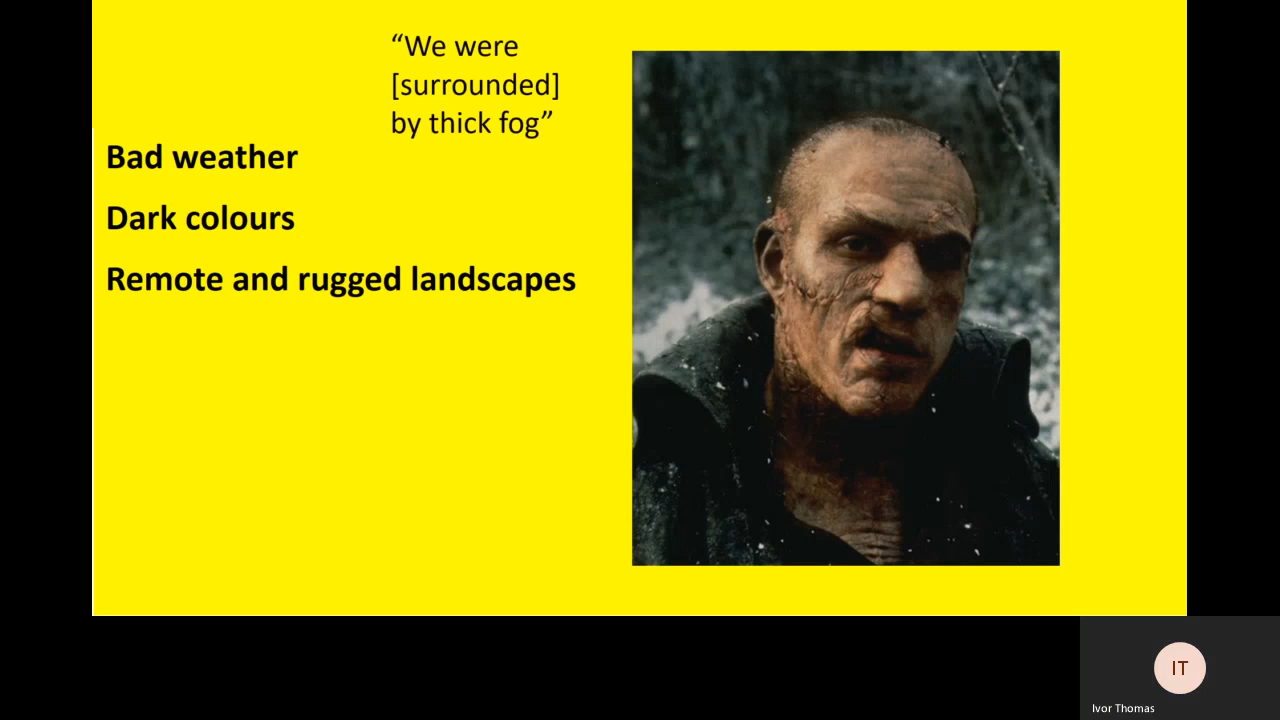 “We were
[surrounded]
by thick fog”
Bad weather
Dark colours
Remote and rugged landscapes
IT
Ivor Thomas